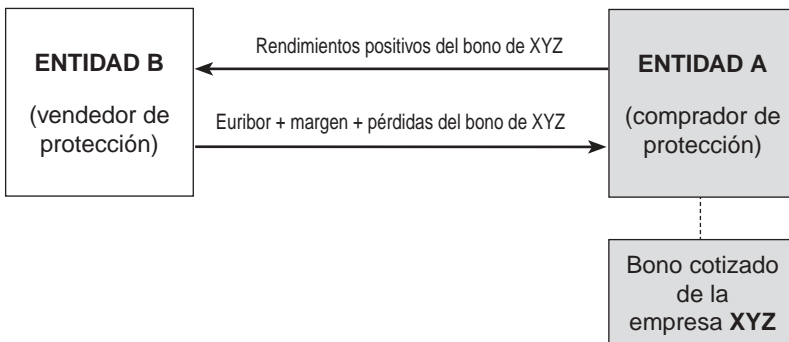 ENTIDAD B
(vendedor de
protección)
Rendimientos positivos del bono de XYZ
Euribor + margen + pérdidas del bono de XYZ
ENTIDAD A
(comprador de
protección)
Bono cotizado
de la
empresa XYZ